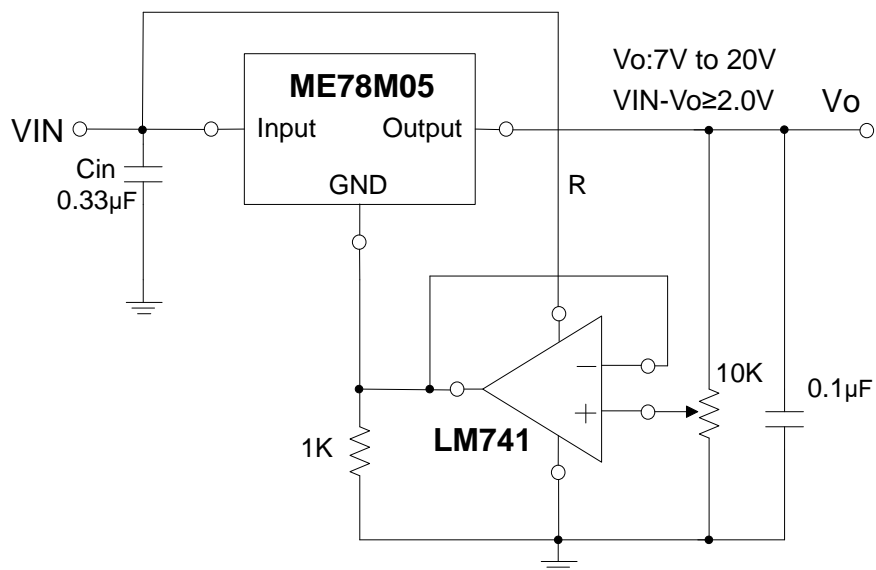 Vo:7V to 20V
ME78M05
VIN-Vo≥2.0V
Vo
VIN
Input
Output
Cin
0.33µF
GND
R
−
+
10K
0.1µF
1K
LM741